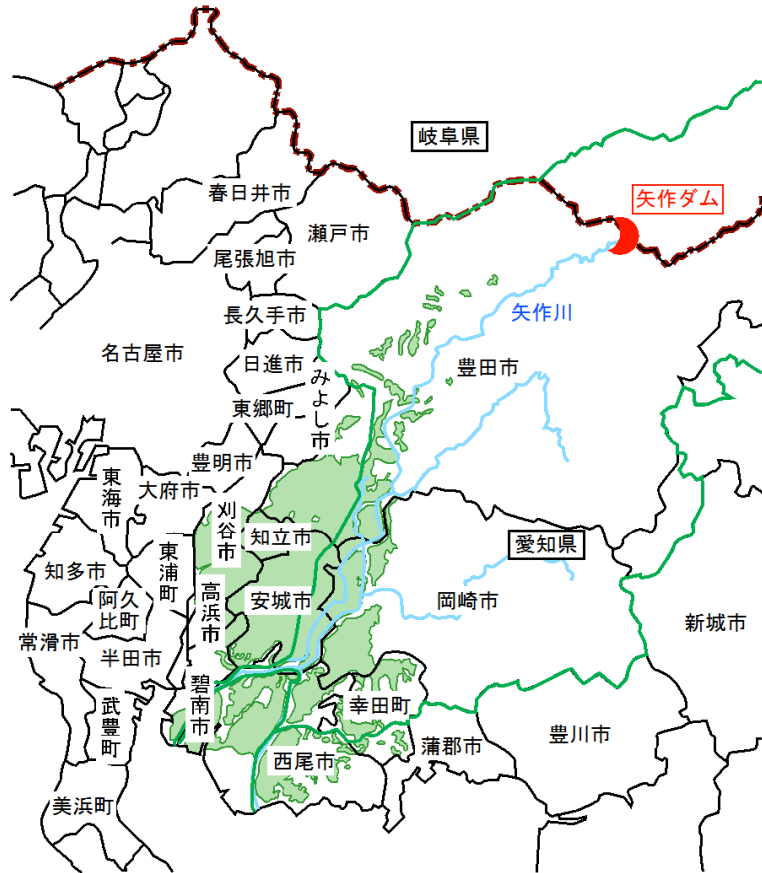 岐阜県
春日井市
矢作ダム
瀬戸市
尾張旭市
長久手市
矢作川
名古屋市
日進市
豊田市
みよし市
東郷町
豊明市
東海市
大府市
刈谷市
知立市
愛知県
東浦町
知多市
高浜市
安城市
阿久
比町
岡崎市
新城市
常滑市
半田市
碧南市
武豊町
幸田町
豊川市
蒲郡市
西尾市
美浜町